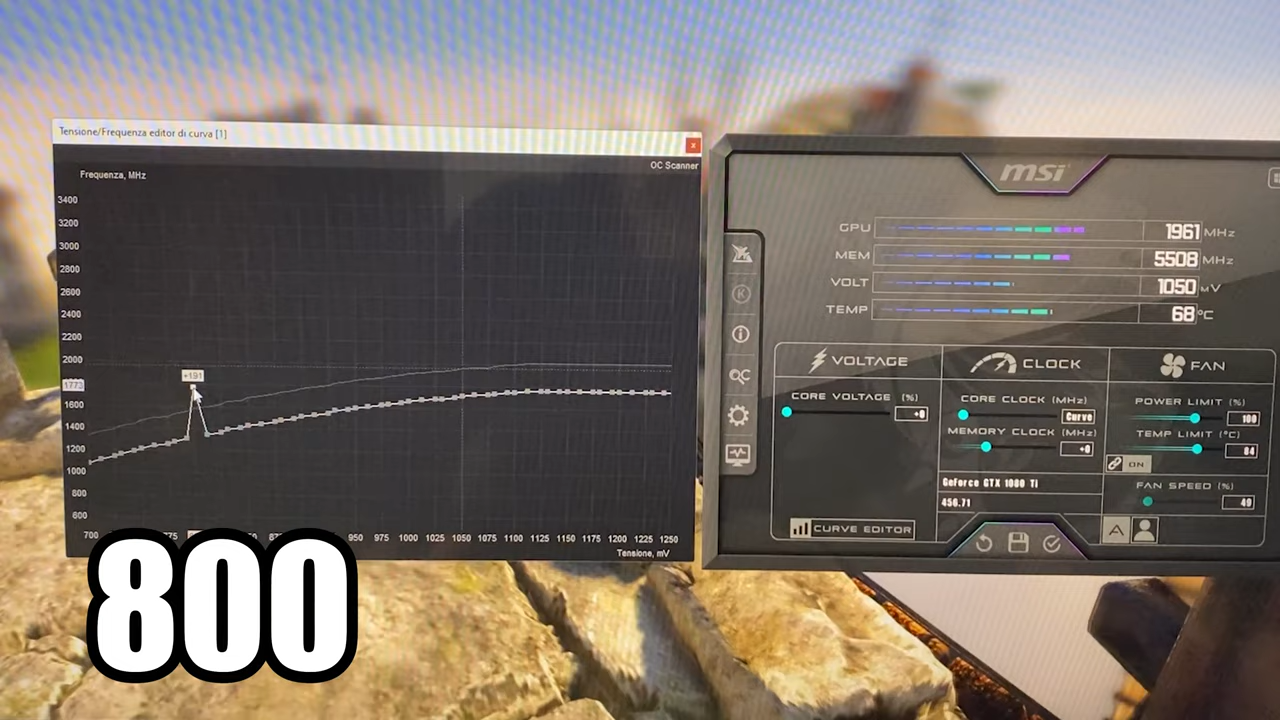 Tensione/Frequenza editor di curva [1]
x
OC Scanner
Frequenza, MHz
3400
3200
3000
2800
2600
2400
2200
2000
1773
1600
1400
1200
1000
800
600
+191
700
950 975 1000 1025 1050 1075 1100 1125 1150 1175 1200 1225 1250
Tensione, mV
800
msi
GPU 1961 MHz
MEM 5508 MHz
VOLT 1050 MV
TEMP 68 °C
K
i
OC
VOLTAGE
CORE VOLTAGE (%)
+0
CLOCK
CORE CLOCK (MHz)
Curve
MEMORY CLOCK (MHz)
+0
FAN
POWER LIMIT (%)
100
TEMP LIMIT (°C)
84
ON
FAN SPEED (%)
49
GeForce GTX 1080 Ti
456.71
CURVE EDITOR
A